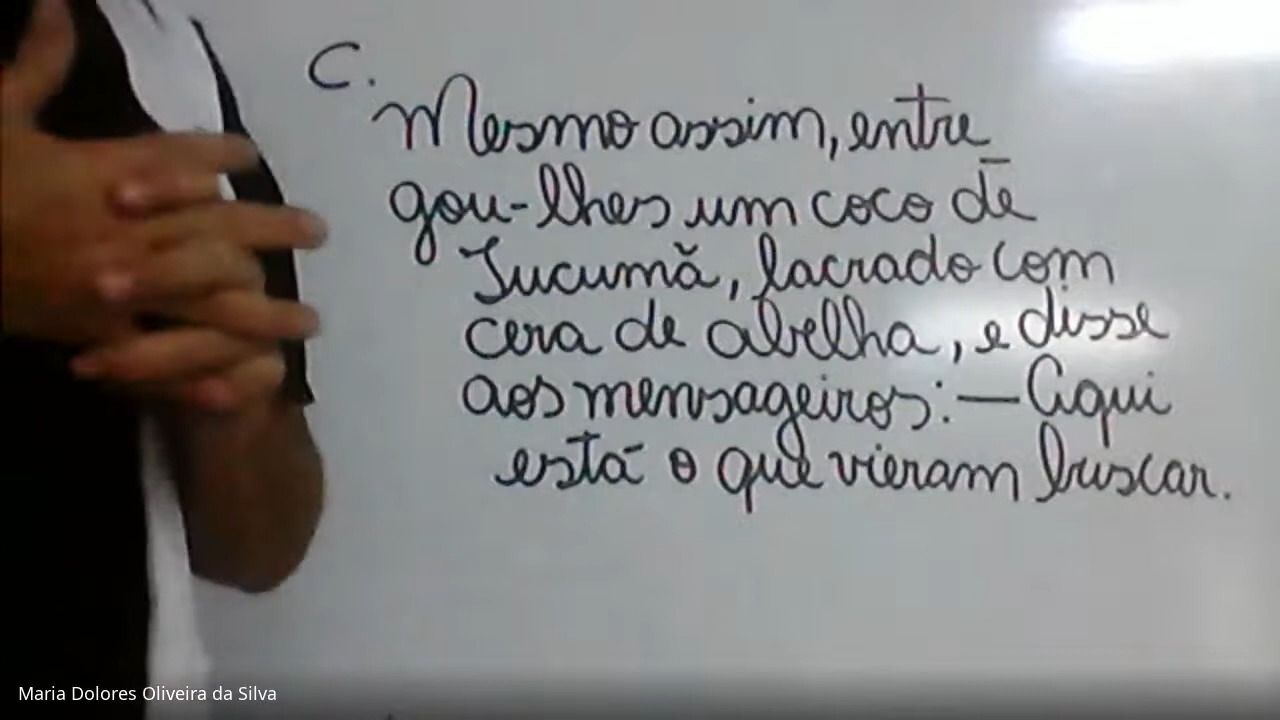 C.
Mesmo assim, entre
gou-lhes um coco de
Tucumã, lacrado com
cera de abelha, e disse
aos mensageiros: — Aqui
está o que vieram buscar.
Maria Dolores Oliveira da Silva